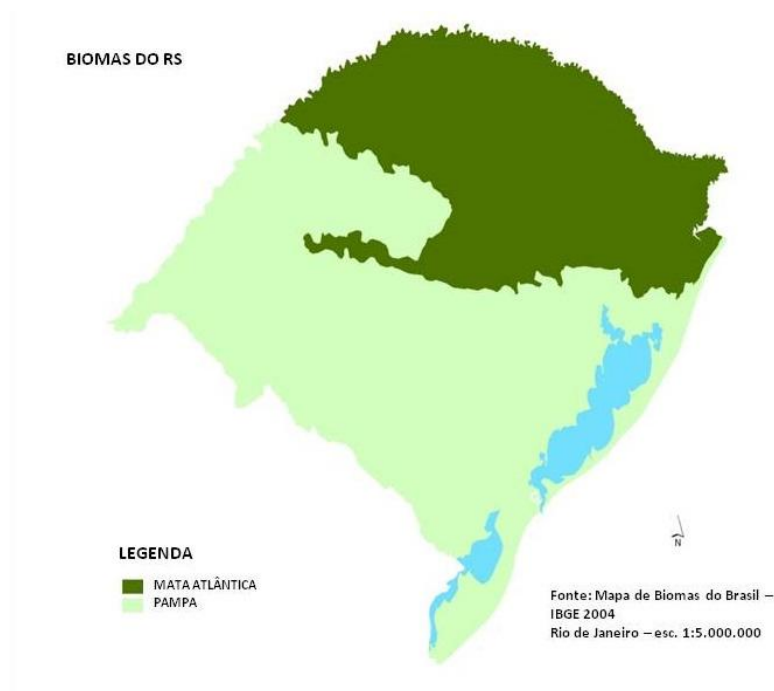 BIOMAS DO RS
LEGENDA
MATA ATLÂNTICA
PAMPA
N
Fonte: Mapa de Biomas do Brasil –
IBGE 2004
Rio de Janeiro – esc. 1:5.000.000